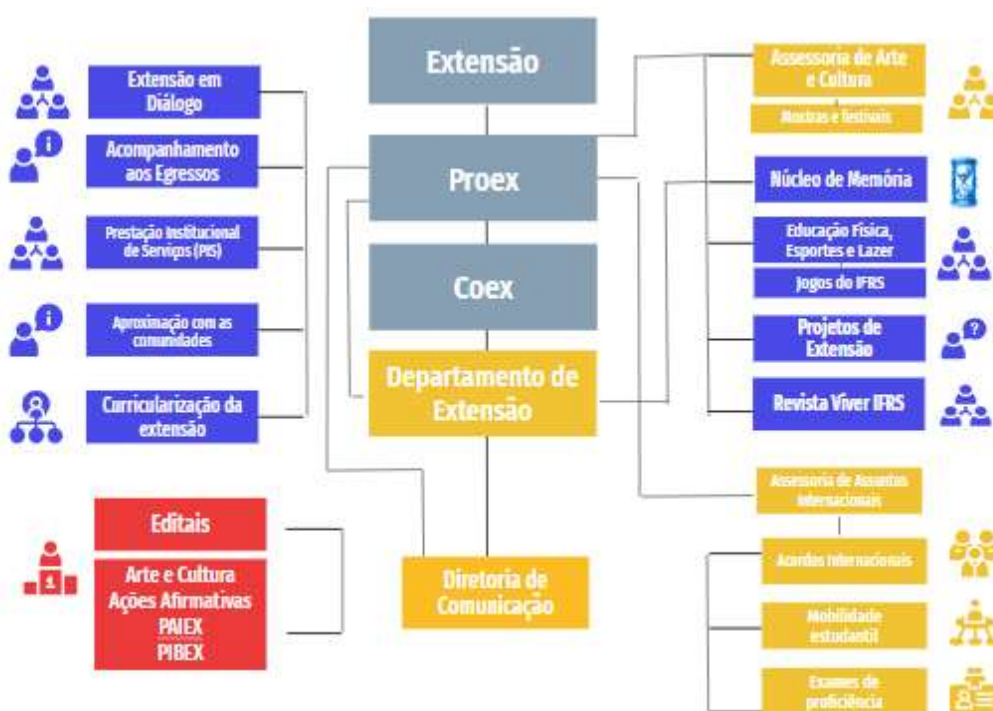 Extensão
Proex
Coex
Departamento de
Extensão
Diretoria de
Comunicação
Extensão em
Diálogo
Acompanhamento
aos Egressos
Prestação Institucional
de Serviços (PIS)
Aproximação com as
comunidades
Curricularização da
extensão
Editais
1
Arte e Cultura
Ações Afirmativas
PAIEX
PIBEX
Assessoria de Arte
e Cultura
Mostras e festivais
Núcleo de Memória
Educação Física,
Esportes e Lazer
Jogos do IFRS
Projetos de
Extensão
Revista Viver IFRS
Assessoria de Assuntos
Internacionais
Acordos Internacionais
Mobilidade
estudantil
Exames de
proficiência